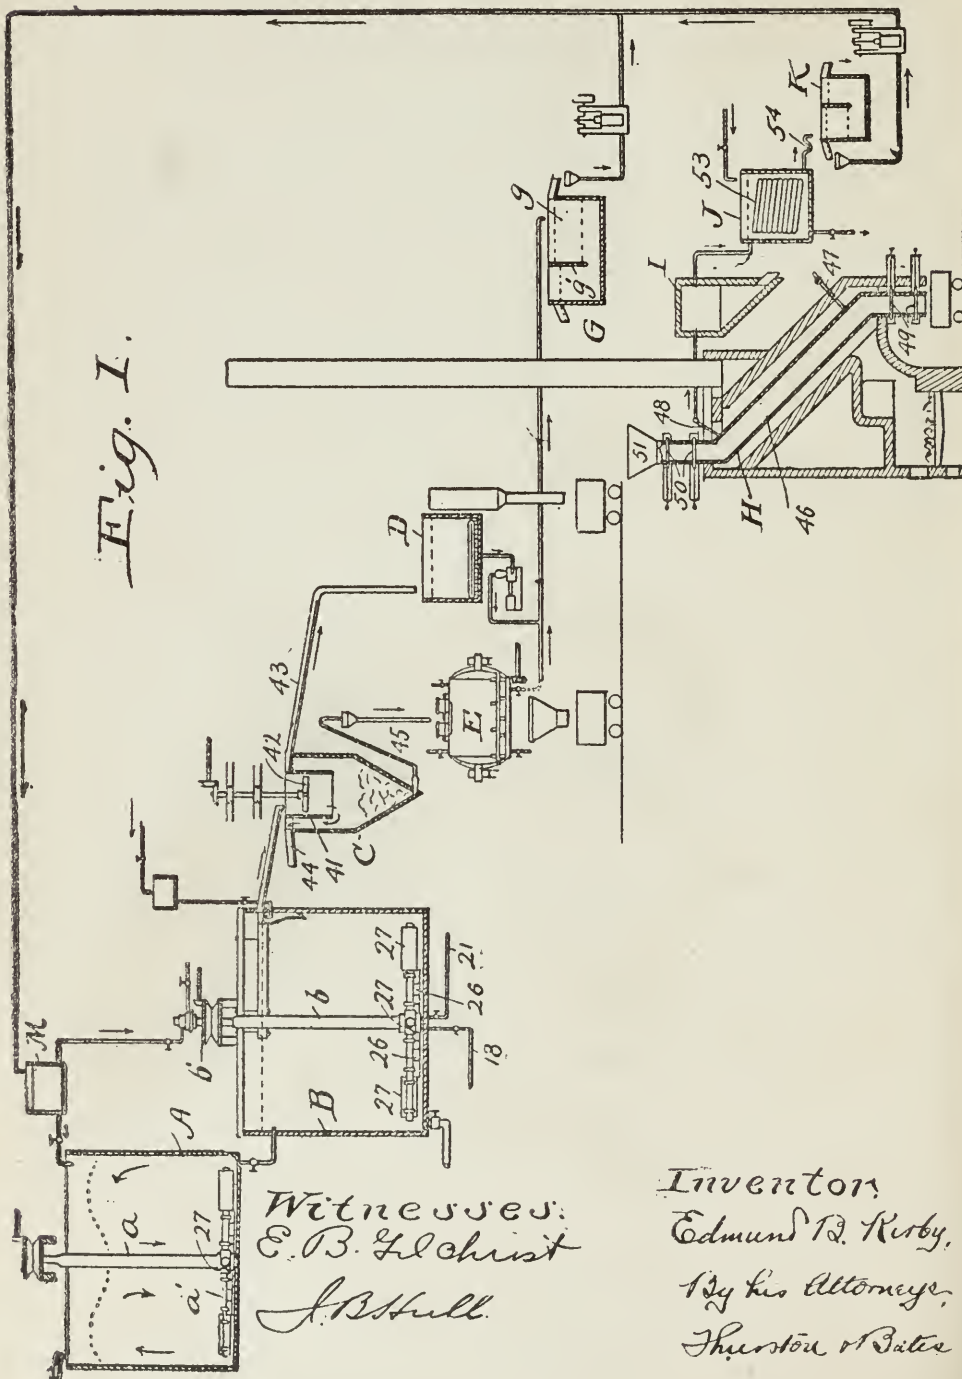 Fig. 1.
K
54
53
J
I
g
g'
G
47
49
48
51
50
H
46
D
43
42
45
E
44
41
C
M
b'
b
27
21
27
26
26
27
18
B
A
a
27
a'
Witnesses:
E. B. Gilchrist
J. B. Hull.
Inventor,
Edmund B. Kirby,
By his Attorneys,
Thurston & Bates